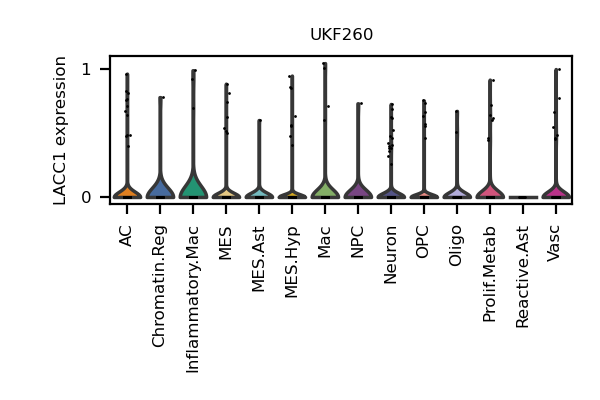 UKF260
LACC1 expression
1
0
AC
Chromatin.Reg
Inflammatory.Mac
MES
MES.Ast
MES.Hyp
Mac
NPC
Neuron
OPC
Oligo
Prolif.Metab
Reactive.Ast
Vasc